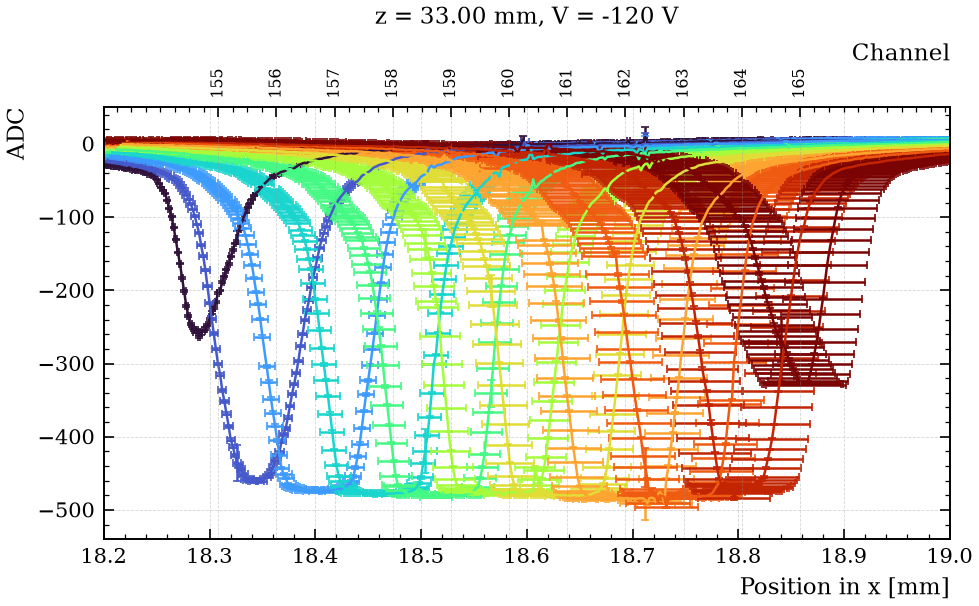 z = 33.00 mm, V = -120 V
Channel
155 156 157 158 159 160 161 162 163 164 165
ADC
0
−100
−200
−300
−400
−500
18.2 18.3 18.4 18.5 18.6 18.7 18.8 18.9 19.0
Position in x [mm]